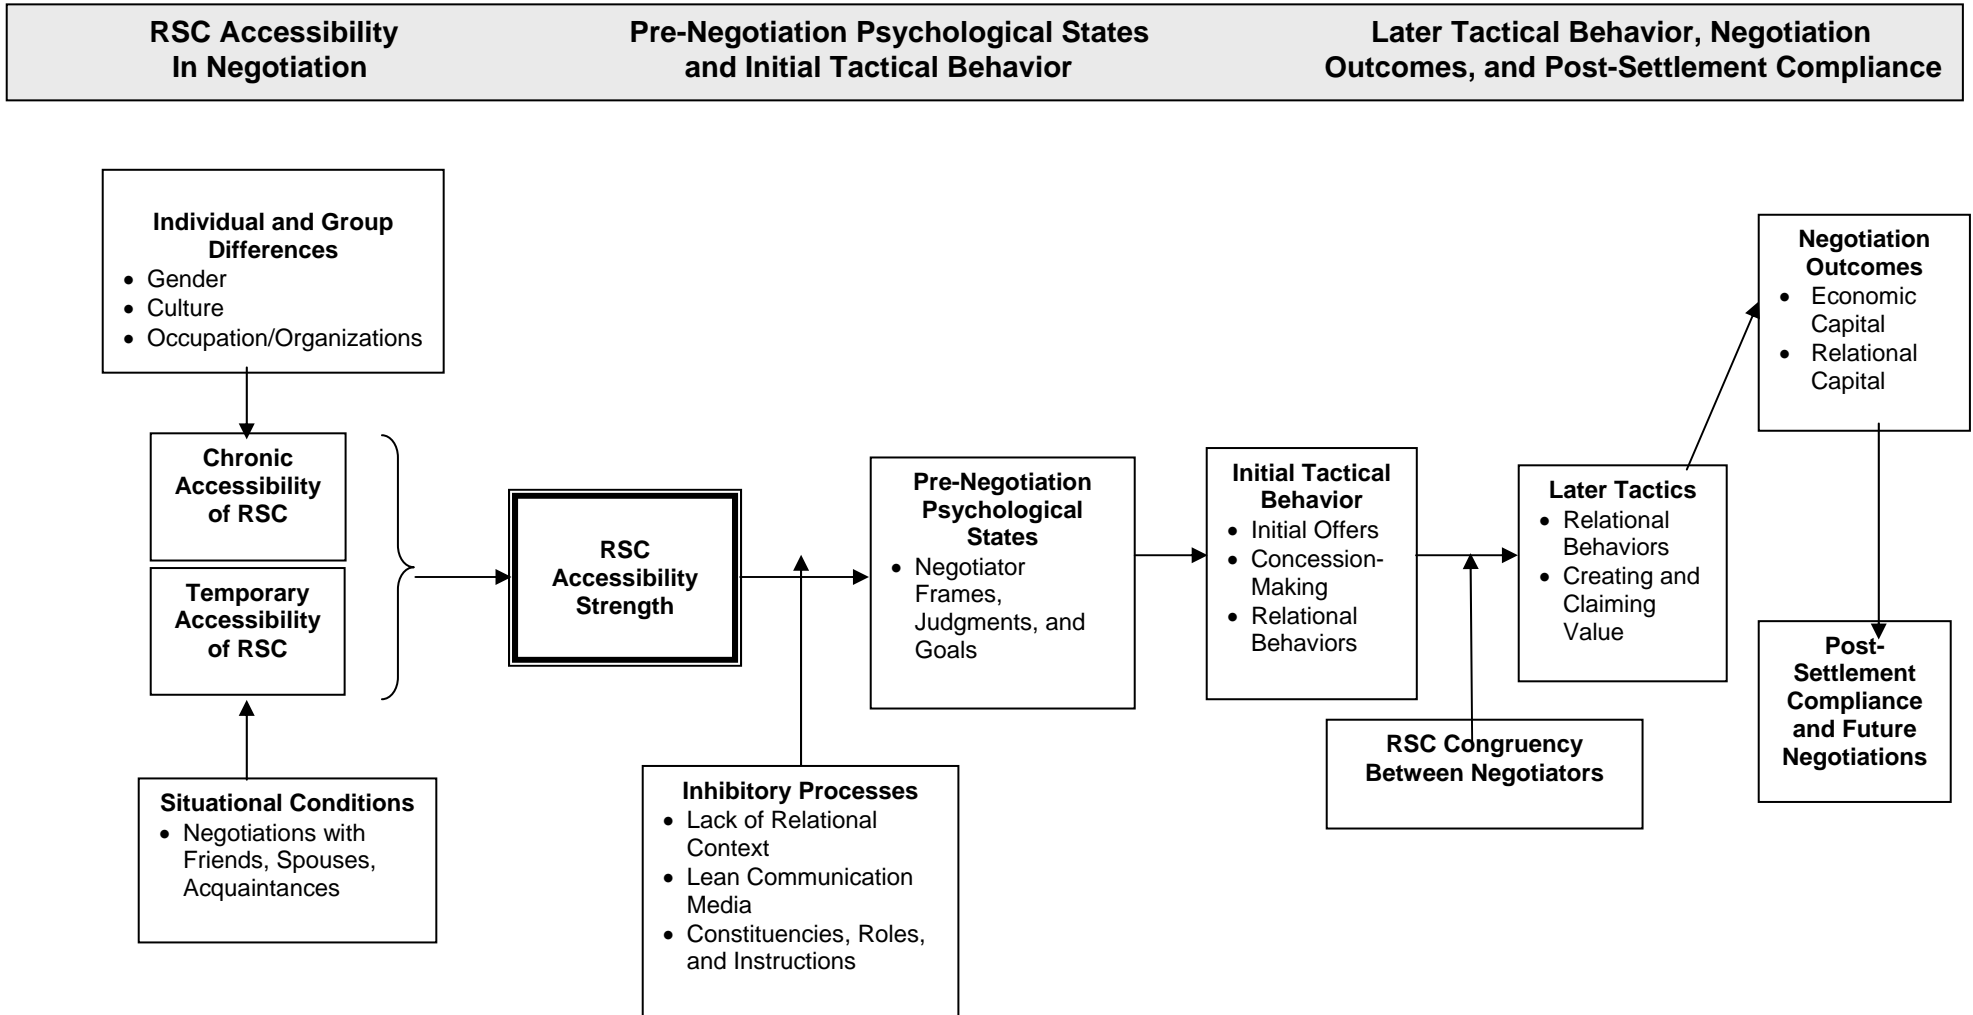 RSC Accessibility
In Negotiation
Pre-Negotiation Psychological States
and Initial Tactical Behavior
Later Tactical Behavior, Negotiation
Outcomes, and Post-Settlement Compliance
Individual and Group
Differences
• Gender
• Culture
• Occupation/Organizations
Chronic
Accessibility
of RSC
Temporary
Accessibility
of RSC
Situational Conditions
• Negotiations with
Friends, Spouses,
Acquaintances
RSC
Accessibility
Strength
Inhibitory Processes
• Lack of Relational
Context
• Lean Communication
Media
• Constituencies, Roles,
and Instructions
Pre-Negotiation
Psychological
States
• Negotiator
Frames,
Judgments, and
Goals
Initial Tactical
Behavior
• Initial Offers
• Concession-
Making
• Relational
Behaviors
RSC Congruency
Between Negotiators
Later Tactics
• Relational
Behaviors
• Creating and
Claiming
Value
Negotiation
Outcomes
• Economic
Capital
• Relational
Capital
Post-
Settlement
Compliance
and Future
Negotiations